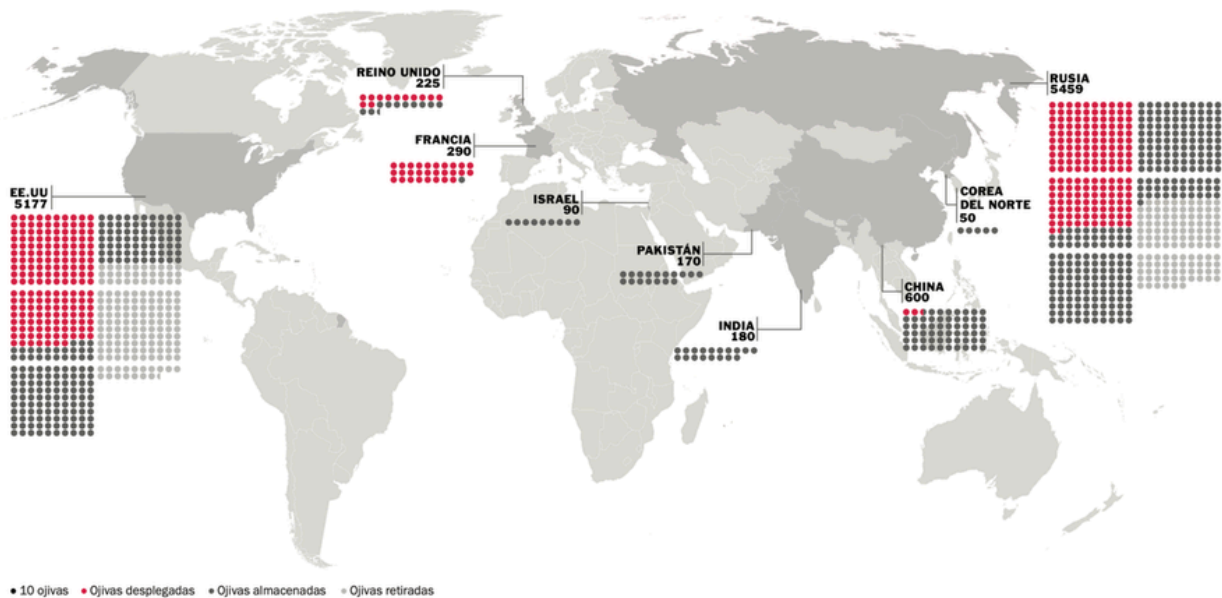 REINO UNIDO
225
FRANCIA
290
EE.UU
5177
ISRAEL
90
PAKISTÁN
170
INDIA
180
RUSIA
5459
COREA
DEL NORTE
50
CHINA
600
10 ojivas Ojivas desplegadas Ojivas almacenadas Ojivas retiradas